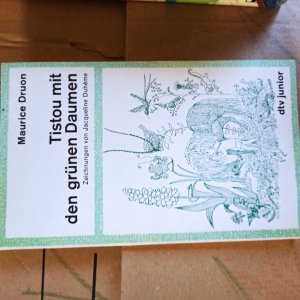 Maurice Druon
Tistou mit
den grünen Daumen
Zeichnungen von Jacqueline Duhême
dtv junior